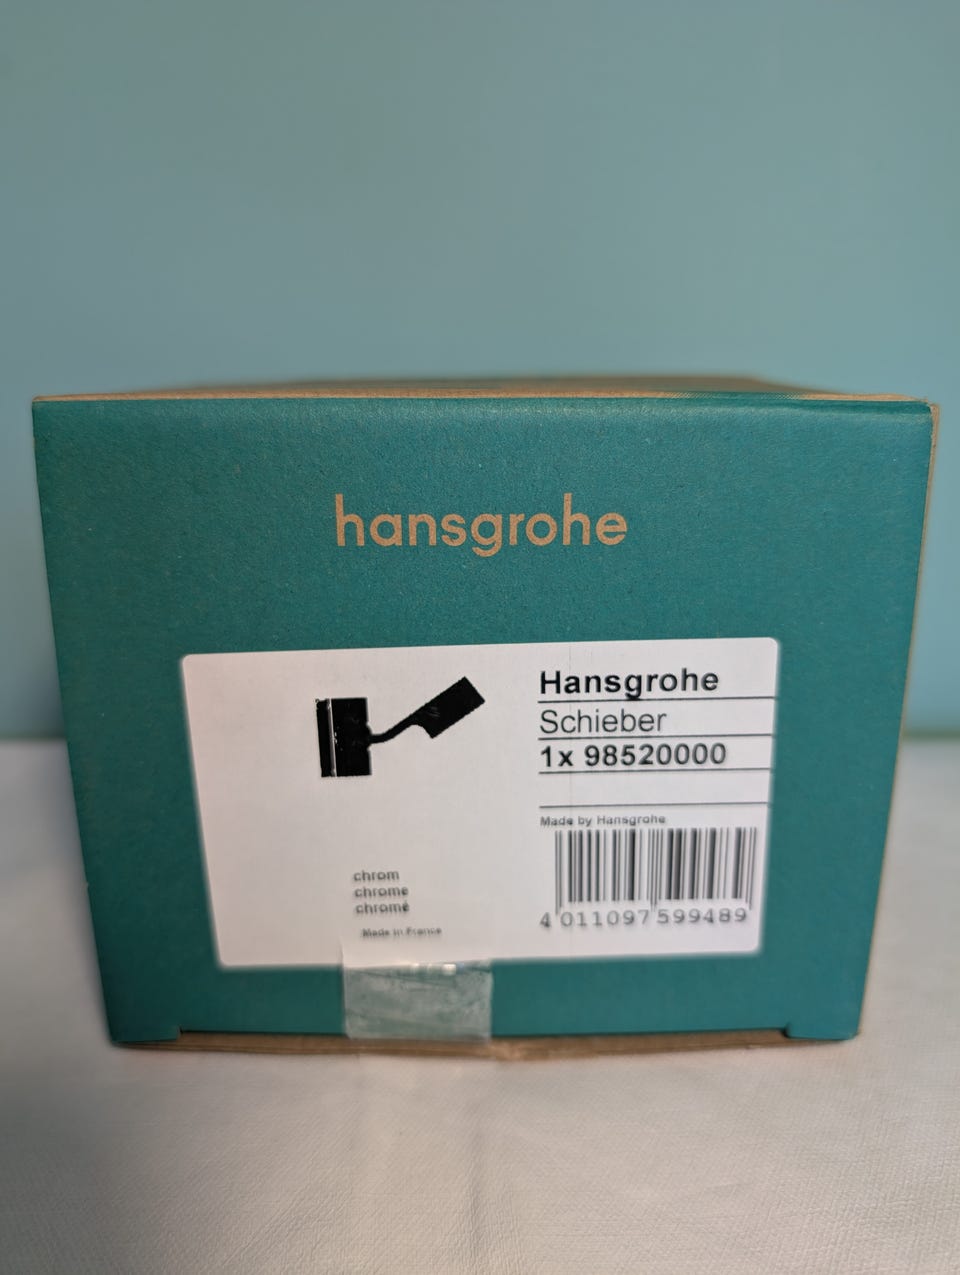 hansgrohe
Hansgrohe
Schieber
1x 98520000
Made by Hansgrohe
4 011097 599489
chrom
chrome
chromé
Made in France